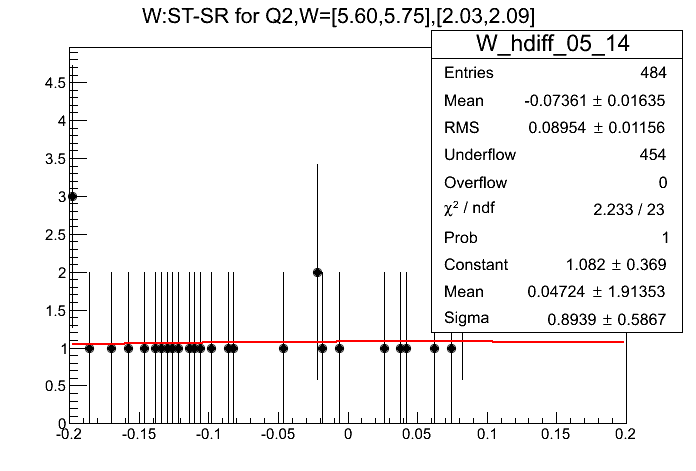 W:ST-SR for Q2,W=[5.60,5.75],[2.03,2.09]
W_hdiff_05_14
Entries 484
Mean -0.07361 ± 0.01635
RMS 0.08954 ± 0.01156
Underflow 454
Overflow 0
χ² / ndf 2.233 / 23
Prob 1
Constant 1.082 ± 0.369
Mean 0.04724 ± 1.91353
Sigma 0.8939 ± 0.5867
4.5
4
3.5
3
2.5
2
1.5
1
0.5
0
-0.2 -0.15 -0.1 -0.05 0 0.05 0.1 0.15 0.2